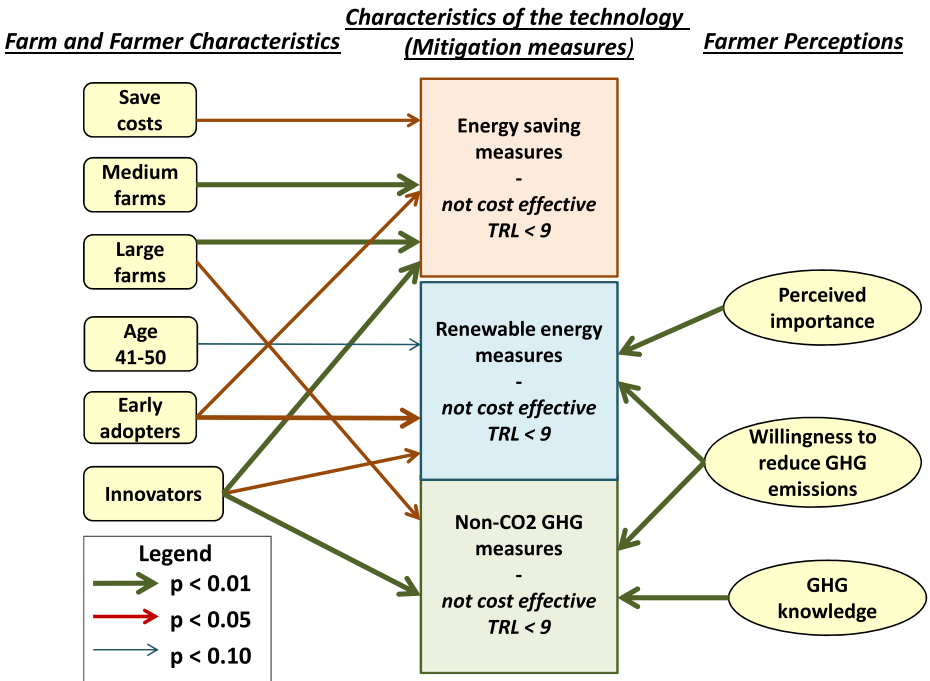 Farm and Farmer Characteristics
Characteristics of the technology
(Mitigation measures)
Farmer Perceptions
Save
costs
Medium
farms
Large
farms
Age
41-50
Early
adopters
Innovators
Energy saving
measures
-
not cost effective
TRL < 9
Renewable energy
measures
-
not cost effective
TRL < 9
Non-CO2 GHG
measures
-
not cost effective
TRL < 9
Perceived
importance
Willingness to
reduce GHG
emissions
GHG
knowledge
Legend
p < 0.01
p < 0.05
p < 0.10